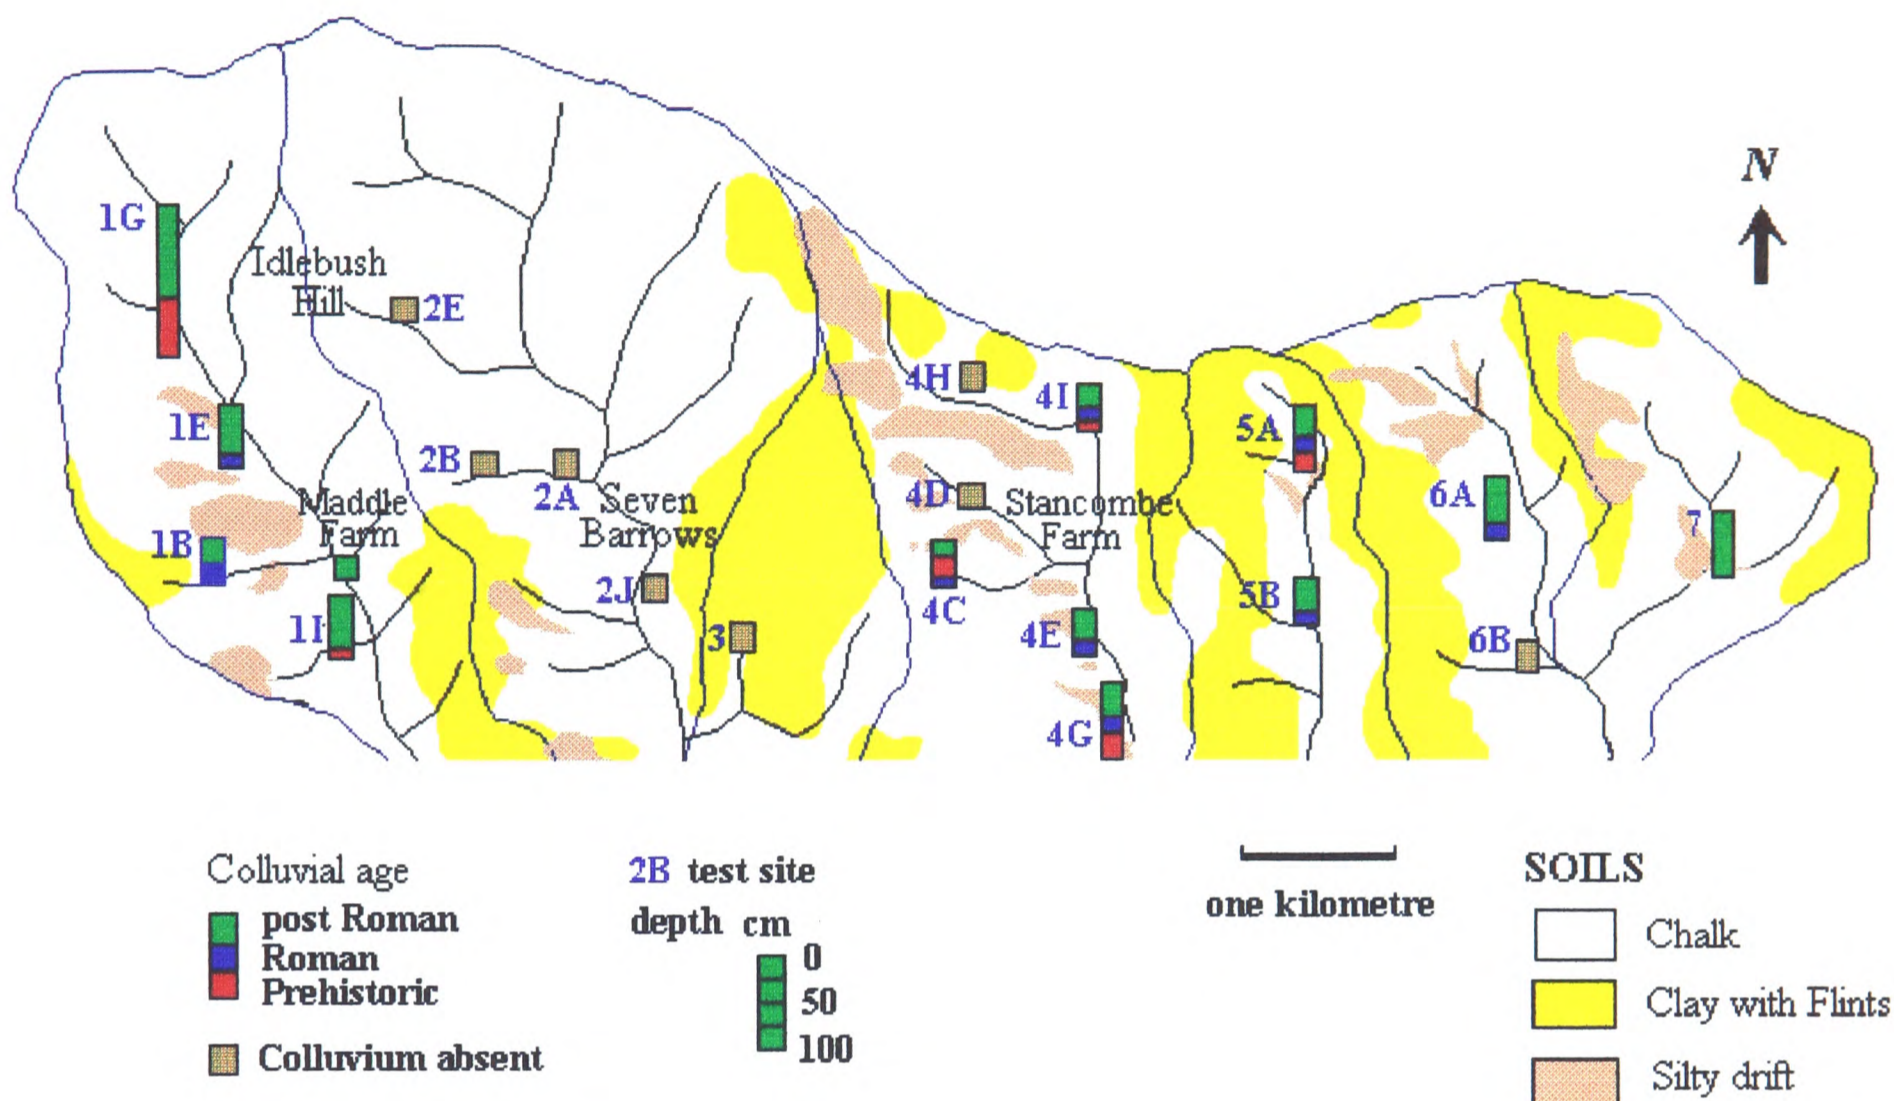 N
1G
Idlebush
Hill
2E
4H
4I
1E
5A
2B
2A
Seven
Barrows
4D
Stancombe
Farm
6A
Maddle
Farm
7
1B
2J
4C
5B
1I
3
4E
6B
4G
Colluvial age
post Roman
Roman
Prehistoric
Colluvium absent
2B test site
depth cm
0
50
100
one kilometre
SOILS
Chalk
Clay with Flints
Silty drift